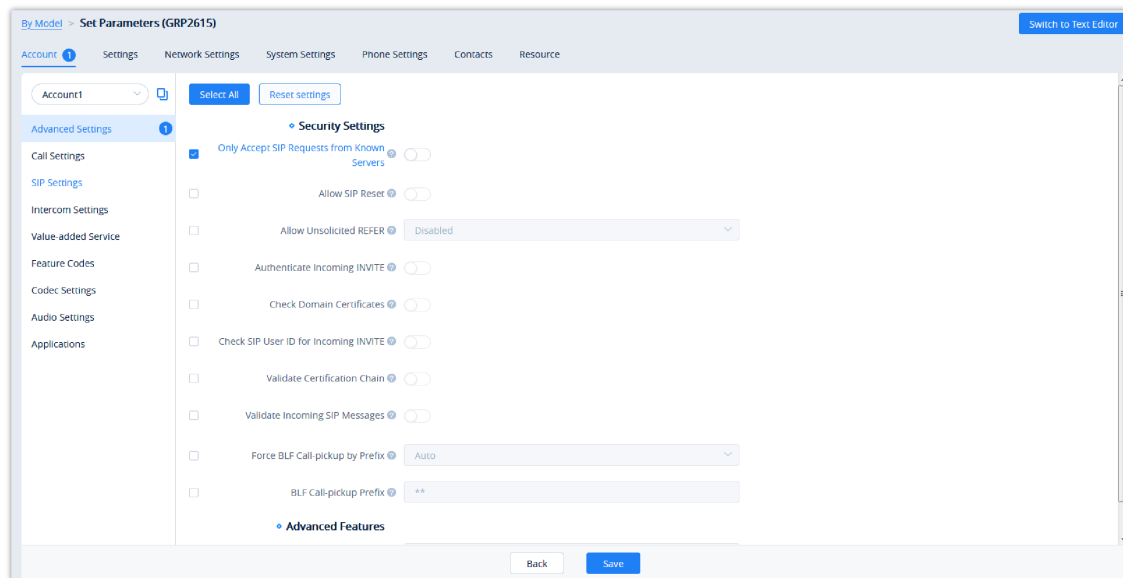 By Model > Set Parameters (GRP2615)
Switch to Text Editor
Account 1 Settings Network Settings System Settings Phone Settings Contacts Resource
Account1
Select All Reset settings
Advanced Settings 1
Call Settings
SIP Settings
Intercom Settings
Value-added Service
Feature Codes
Codec Settings
Audio Settings
Applications
Security Settings
Only Accept SIP Requests from Known
Servers ?
Allow SIP Reset ?
Allow Unsolicited REFER ? Disabled
Authenticate Incoming INVITE ?
Check Domain Certificates ?
Check SIP User ID for Incoming INVITE ?
Validate Certification Chain ?
Validate Incoming SIP Messages ?
Force BLF Call-pickup by Prefix ? Auto
BLF Call-pickup Prefix ? **
Advanced Features
Back Save